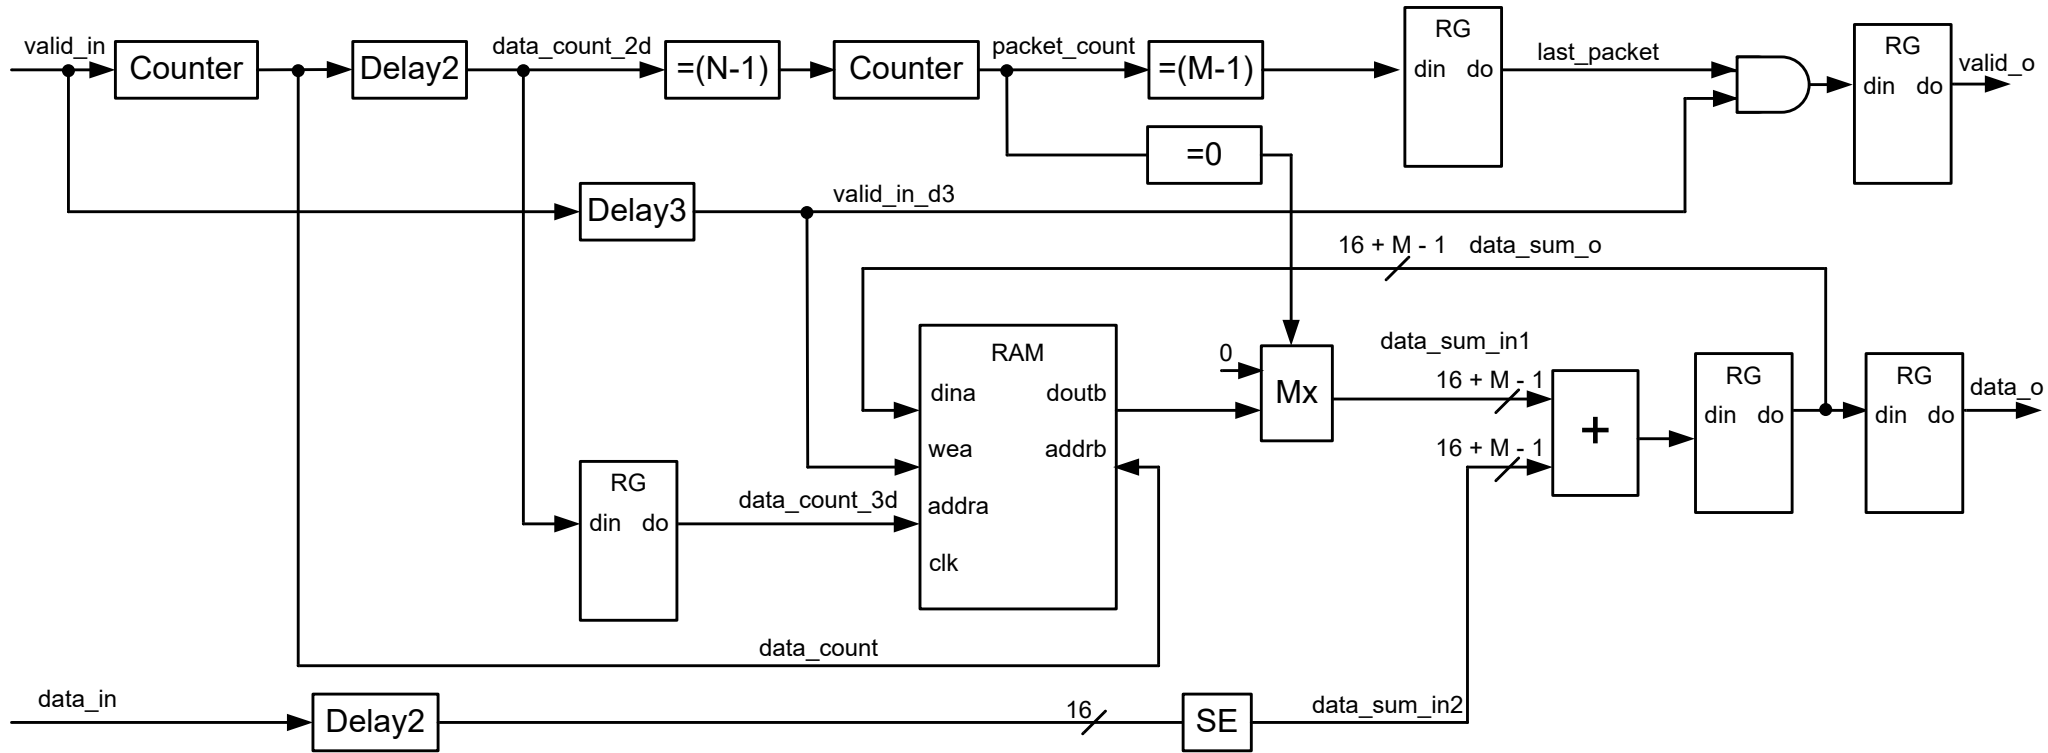 valid_in
Counter
Delay2
data_count_2d
=(N-1)
Counter
packet_count
=(M-1)
RG
din do
last_packet
RG
din do
valid_o
=0
Delay3
valid_in_d3
16 + M - 1 data_sum_o
RAM
dina doutb
wea addrb
addra
clk
0
Mx
data_sum_in1
16 + M - 1
16 + M - 1
+
RG
din do
RG
din do
data_o
RG
din do
data_count_3d
data_count
data_in
Delay2
16
SE
data_sum_in2